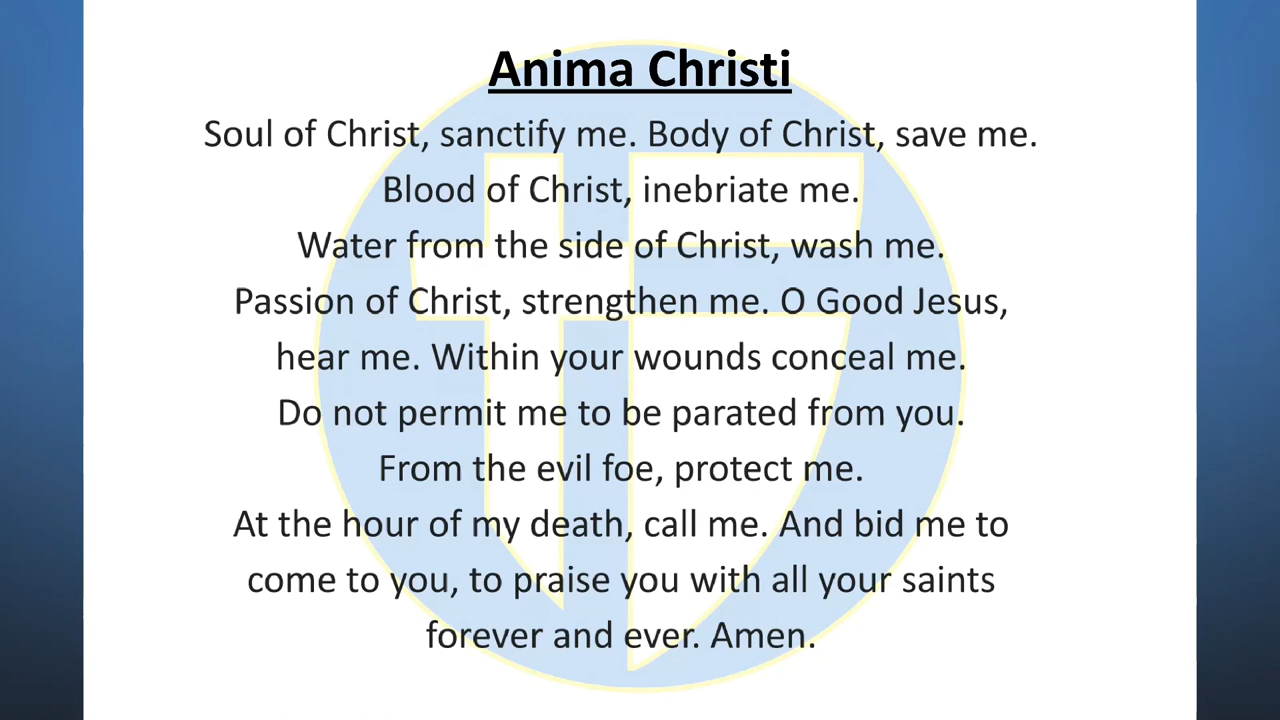 Anima Christi
Soul of Christ, sanctify me. Body of Christ, save me.
Blood of Christ, inebriate me.
Water from the side of Christ, wash me.
Passion of Christ, strengthen me. O Good Jesus,
hear me. Within your wounds conceal me.
Do not permit me to be parated from you.
From the evil foe, protect me.
At the hour of my death, call me. And bid me to
come to you, to praise you with all your saints
forever and ever. Amen.